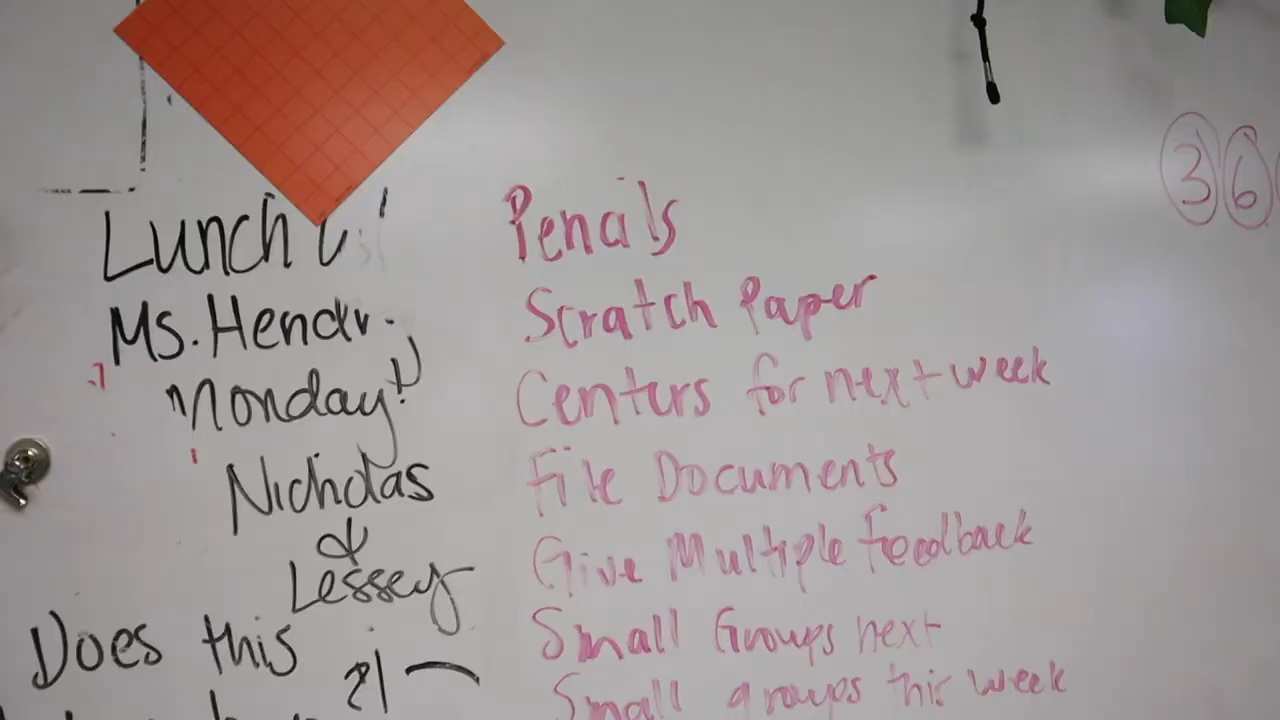 Lunch
Ms. Hendr
Monday!!
Nicholas
&
Lessey
Does this
Pencils
Scratch Paper
Centers for next week
File Documents
Give Multiple Feedback
Small Groups next
Small groups this week
3 6